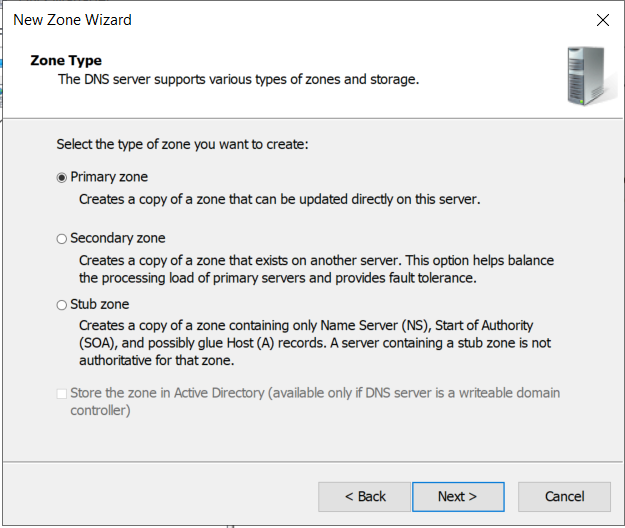 New Zone Wizard
Zone Type
The DNS server supports various types of zones and storage.
Select the type of zone you want to create:
Primary zone
Creates a copy of a zone that can be updated directly on this server.
Secondary zone
Creates a copy of a zone that exists on another server. This option helps balance
the processing load of primary servers and provides fault tolerance.
Stub zone
Creates a copy of a zone containing only Name Server (NS), Start of Authority
(SOA), and possibly glue Host (A) records. A server containing a stub zone is not
authoritative for that zone.
Store the zone in Active Directory (available only if DNS server is a writeable domain
controller)
< Back
Next >
Cancel